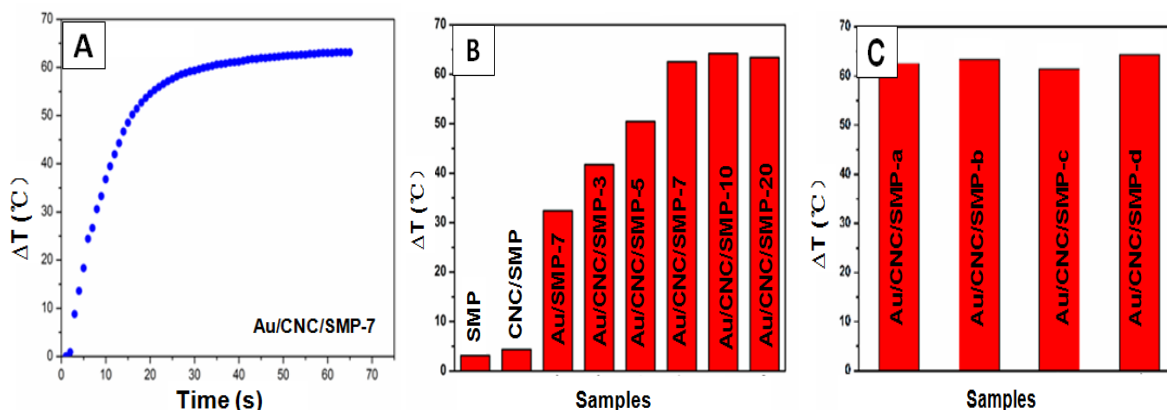 A
ΔT (℃)
70
60
50
40
30
20
10
0
0 10 20 30 40 50 60 70
Time (s)
Au/CNC/SMP-7
B
ΔT (℃)
70
60
50
40
30
20
10
0
SMP
CNC/SMP
Au/SMP-7
Au/CNC/SMP-3
Au/CNC/SMP-5
Au/CNC/SMP-7
Au/CNC/SMP-10
Au/CNC/SMP-20
Samples
C
ΔT (℃)
70
60
50
40
30
20
10
0
Au/CNC/SMP-a
Au/CNC/SMP-b
Au/CNC/SMP-c
Au/CNC/SMP-d
Samples